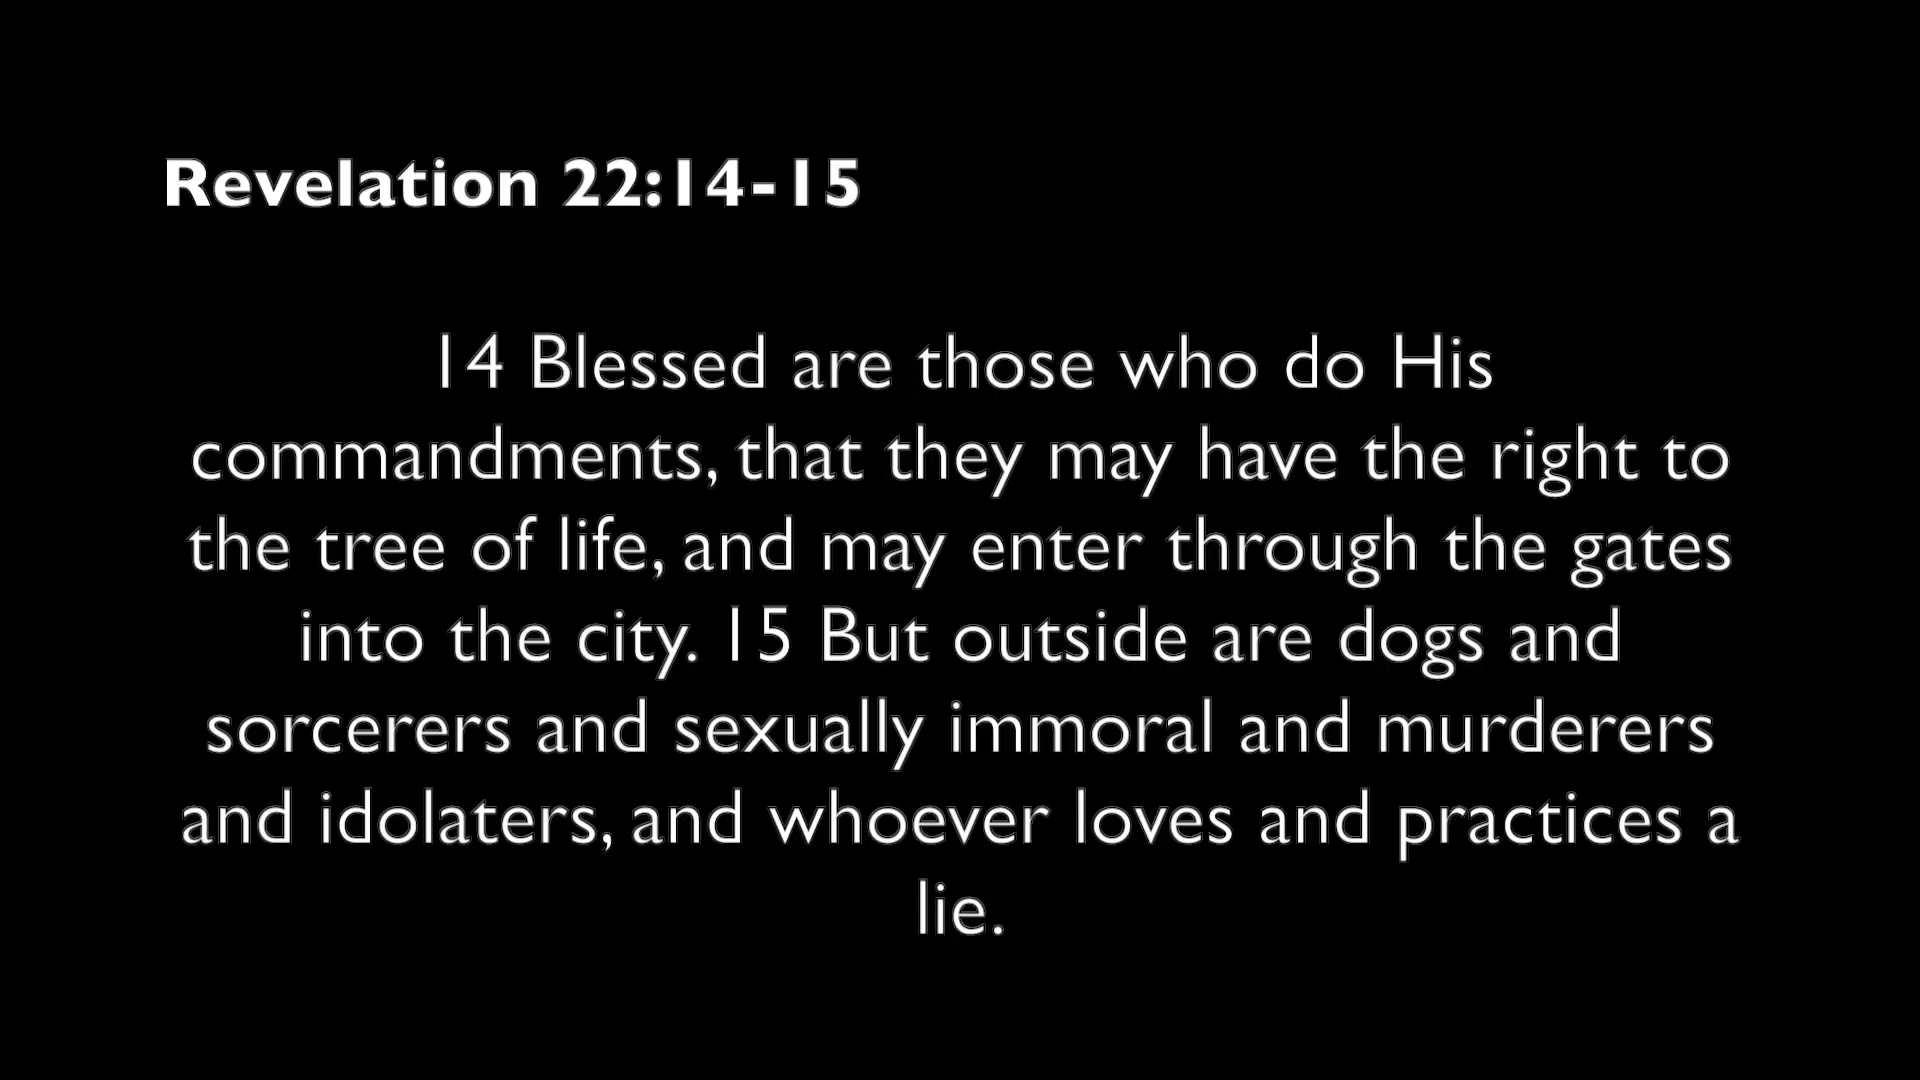 Revelation 22:14-15
14 Blessed are those who do His
commandments, that they may have the right to
the tree of life, and may enter through the gates
into the city. 15 But outside are dogs and
sorcerers and sexually immoral and murderers
and idolaters, and whoever loves and practices a
lie.